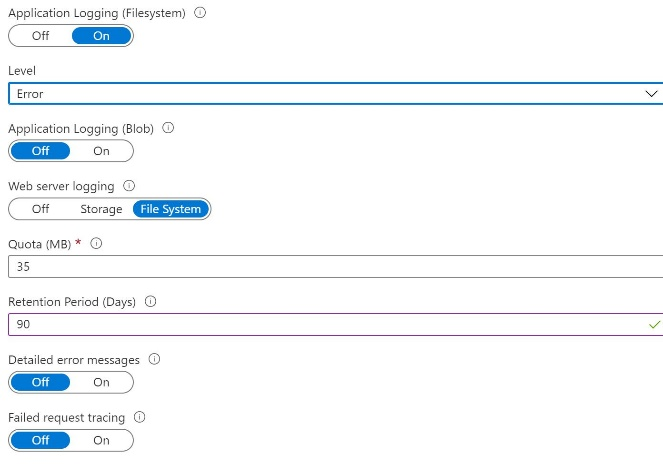 Application Logging (Filesystem)
Off On
Level
Error
Application Logging (Blob)
Off On
Web server logging
Off Storage File System
Quota (MB) *
35
Retention Period (Days)
90
Detailed error messages
Off On
Failed request tracing
Off On